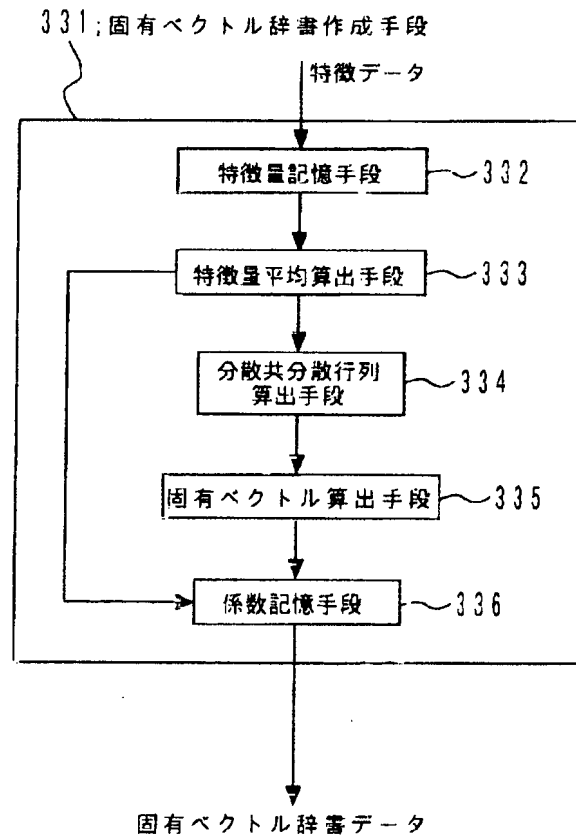 331;固有ベクトル辞書作成手段
特徴データ
特徴量記憶手段 332
特徴量平均算出手段 333
分散共分散行列
算出手段 334
固有ベクトル算出手段 335
係数記憶手段 336
固有ベクトル辞書データ